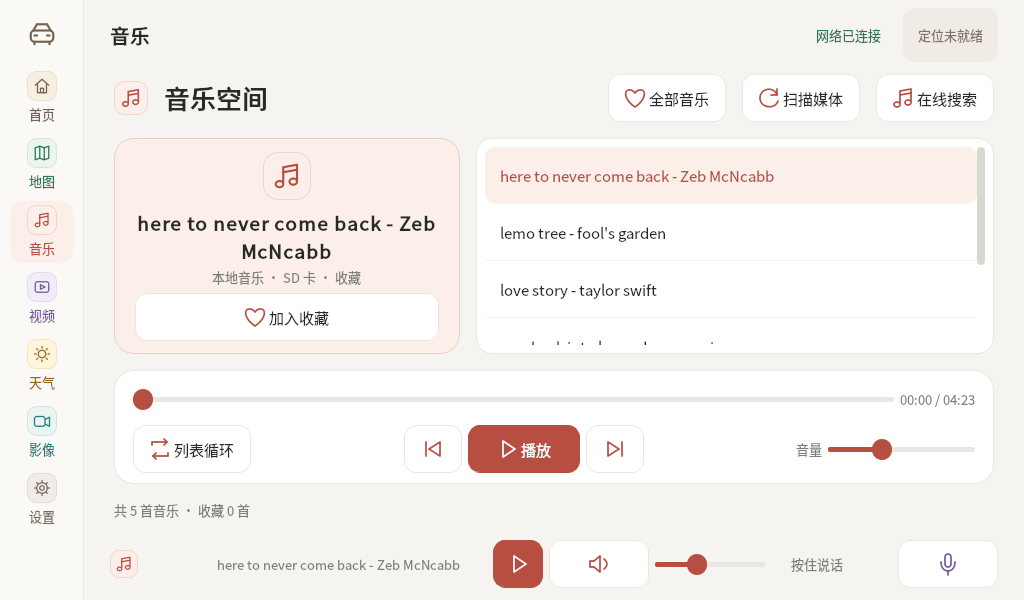 音乐
网络已连接
定位未就绪
首页
地图
音乐
视频
天气
影像
设置
音乐空间
全部音乐
扫描媒体
在线搜索
here to never come back - Zeb
McNcabb
本地音乐 · SD 卡 · 收藏
加入收藏
here to never come back - Zeb McNcabb
lemo tree - fool's garden
love story - taylor swift
00:00 / 04:23
列表循环
播放
音量
共 5 首音乐 · 收藏 0 首
here to never come back - Zeb McNcabb
按住说话